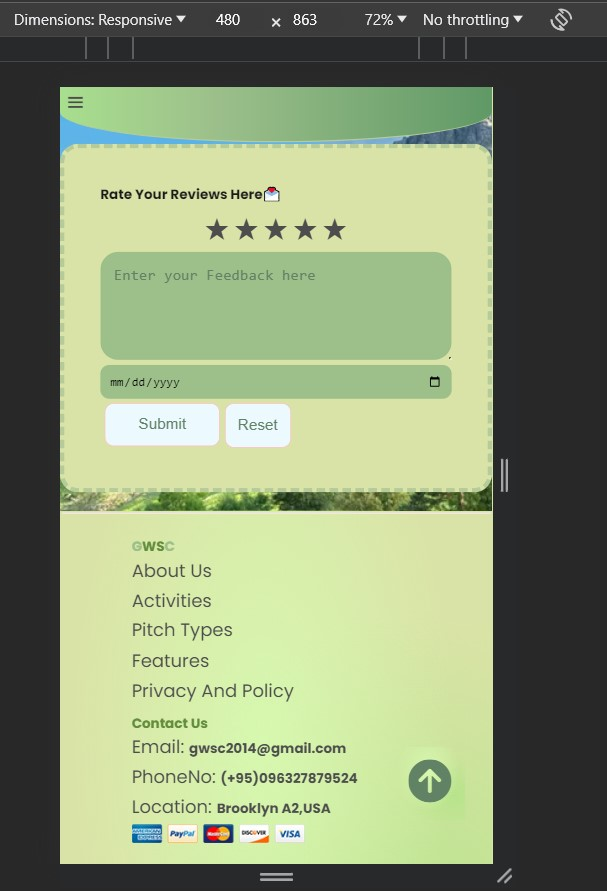 Dimensions: Responsive ▼ 480 × 863 72% ▼ No throttling ▼
Rate Your Reviews Here
★ ★ ★ ★ ★
Enter your Feedback here
mm/dd/yyyy
Submit Reset
GWSC
About Us
Activities
Pitch Types
Features
Privacy And Policy
Contact Us
Email: gwsc2014@gmail.com
PhoneNo: (+95)096327879524
Location: Brooklyn A2,USA
AMERICAN EXPRESS PayPal MasterCard DISCOVER VISA